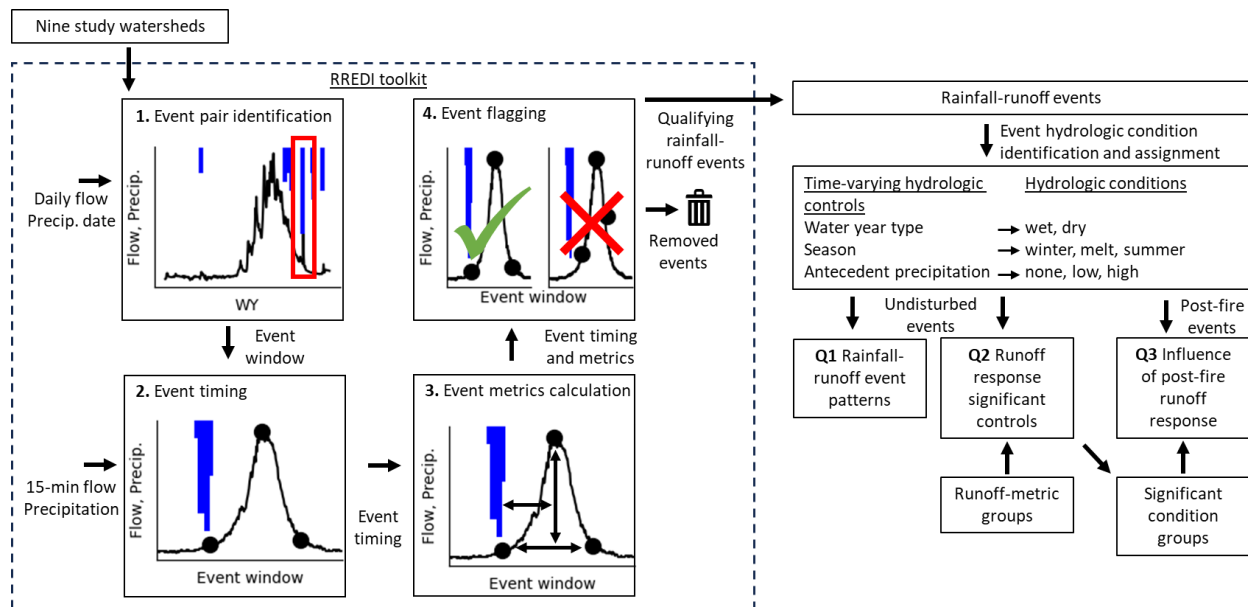 Nine study watersheds
RREDI toolkit
1. Event pair identification
Flow, Precip.
WY
Daily flow
Precip. date
Event
window
2. Event timing
Flow, Precip.
Event window
15-min flow
Precipitation
Event
timing
3. Event metrics calculation
Flow, Precip.
Event window
Event timing
and metrics
4. Event flagging
Flow, Precip.
Event window
Qualifying
rainfall-
runoff events
Removed
events
Rainfall-runoff events
Event hydrologic condition
identification and assignment
Time-varying hydrologic
controls
Hydrologic conditions
Water year type
wet, dry
Season
winter, melt, summer
Antecedent precipitation
none, low, high
Undisturbed
events
Post-fire
events
Q1 Rainfall-
runoff event
patterns
Q2 Runoff
response
significant
controls
Q3 Influence
of post-fire
runoff
response
Runoff-metric
groups
Significant
condition
groups